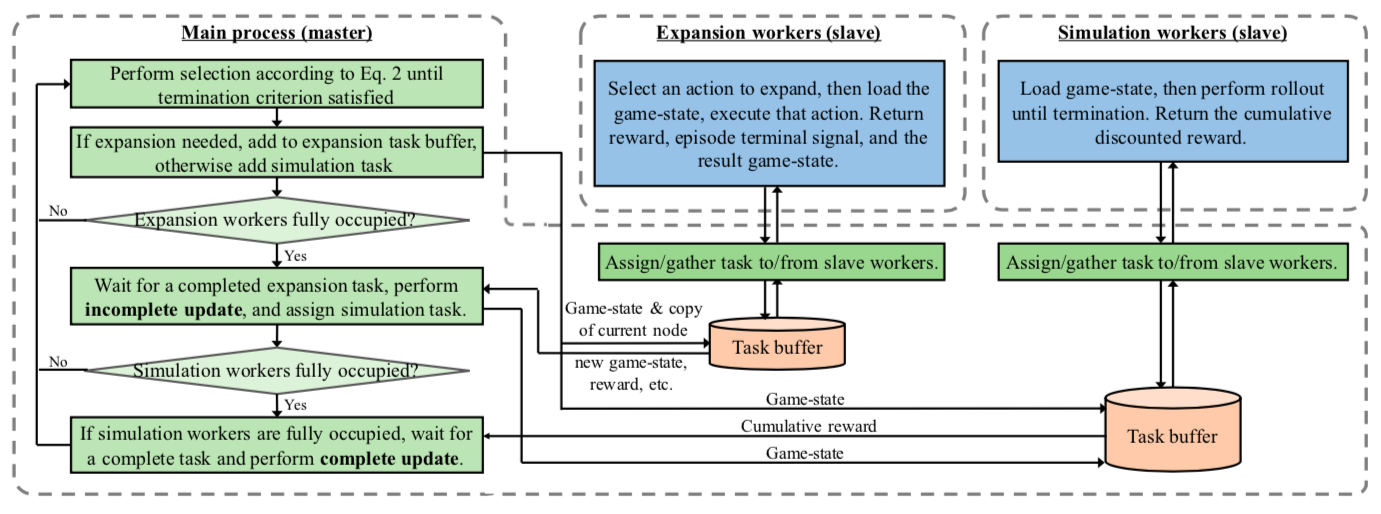 Main process (master)
Perform selection according to Eq. 2 until
termination criterion satisfied
If expansion needed, add to expansion task buffer,
otherwise add simulation task
No
Expansion workers fully occupied?
Yes
Wait for a completed expansion task, perform
incomplete update, and assign simulation task.
No
Simulation workers fully occupied?
Yes
If simulation workers are fully occupied, wait for
a complete task and perform complete update.
Expansion workers (slave)
Select an action to expand, then load the
game-state, execute that action. Return
reward, episode terminal signal, and the
result game-state.
Assign/gather task to/from slave workers.
Game-state & copy
of current node
new game-state,
reward, etc.
Task buffer
Simulation workers (slave)
Load game-state, then perform rollout
until termination. Return the cumulative
discounted reward.
Assign/gather task to/from slave workers.
Game-state
Cumulative reward
Game-state
Task buffer